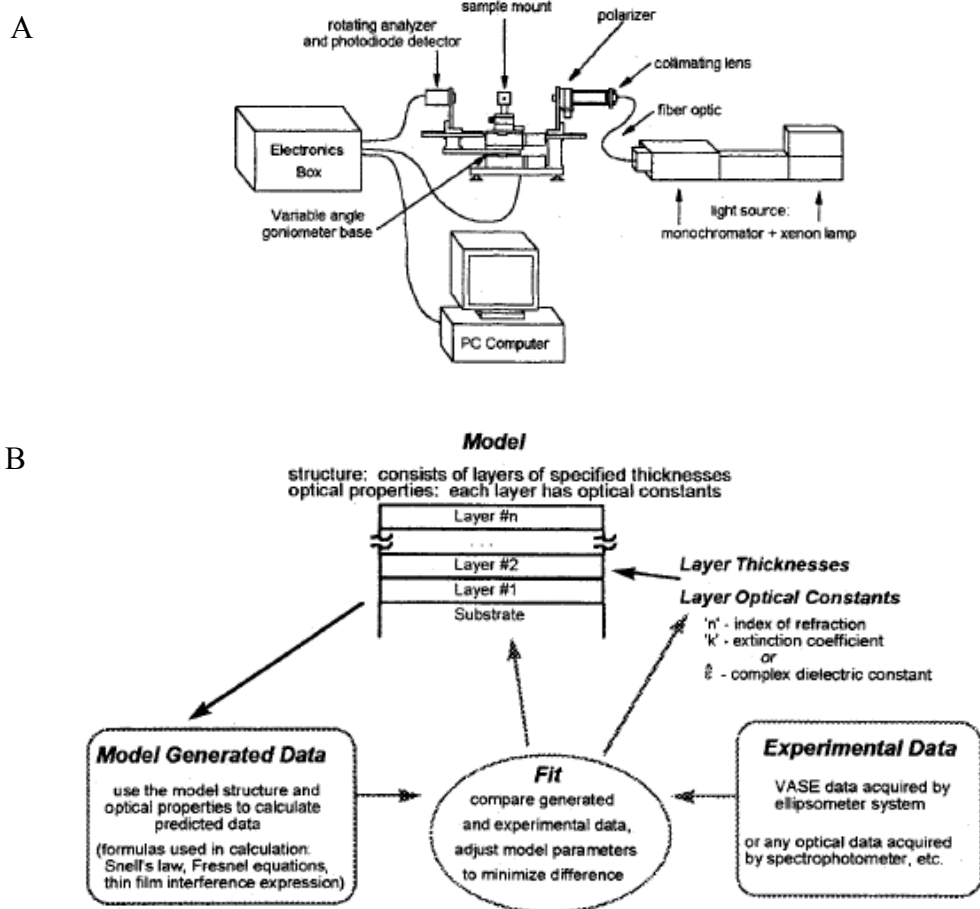 A
sample mount
rotating analyzer
and photodiode detector
polarizer
collimating lens
fiber optic
Electronics
Box
Variable angle
goniometer base
light source:
monochromator + xenon lamp
PC Computer
B
Model
structure: consists of layers of specified thicknesses
optical properties: each layer has optical constants
Layer #n
...
Layer #2
Layer #1
Substrate
Layer Thicknesses
Layer Optical Constants
'n' - index of refraction
'k' - extinction coefficient
or
ε̂ - complex dielectric constant
Model Generated Data
use the model structure and
optical properties to calculate
predicted data
(formulas used in calculation:
Snell's law, Fresnel equations,
thin film interference expression)
Fit
compare generated
and experimental data,
adjust model parameters
to minimize difference
Experimental Data
VASE data acquired by
ellipsometer system
or any optical data acquired
by spectrophotometer, etc.